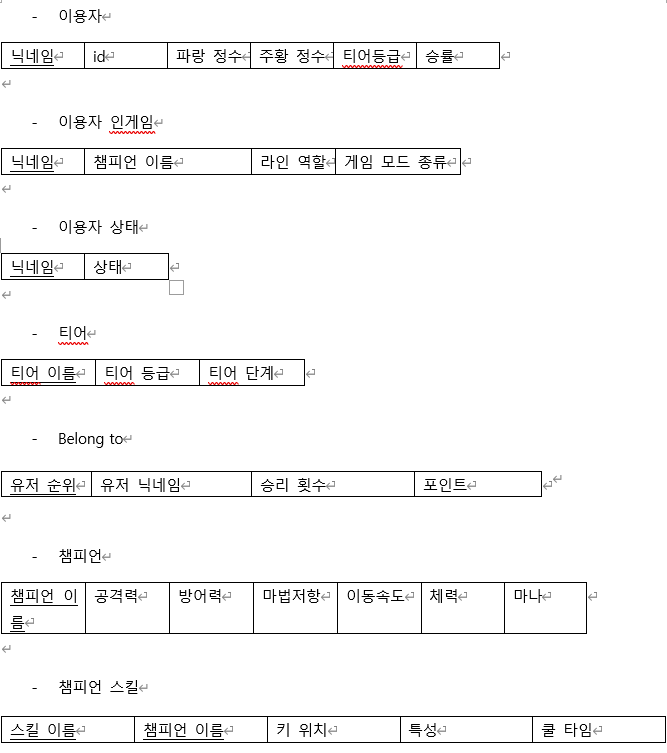 - 이용자
닉네임 id 파랑 정수 주황 정수 티어등급 승률
- 이용자 인게임
닉네임 챔피언 이름 라인 역할 게임 모드 종류
- 이용자 상태
닉네임 상태
- 티어
티어 이름 티어 등급 티어 단계
- Belong to
유저 순위 유저 닉네임 승리 횟수 포인트
- 챔피언
챔피언 이 공격력 방어력 마법저항 이동속도 체력 마나
름
- 챔피언 스킬
스킬 이름 챔피언 이름 키 위치 특성 쿨 타임